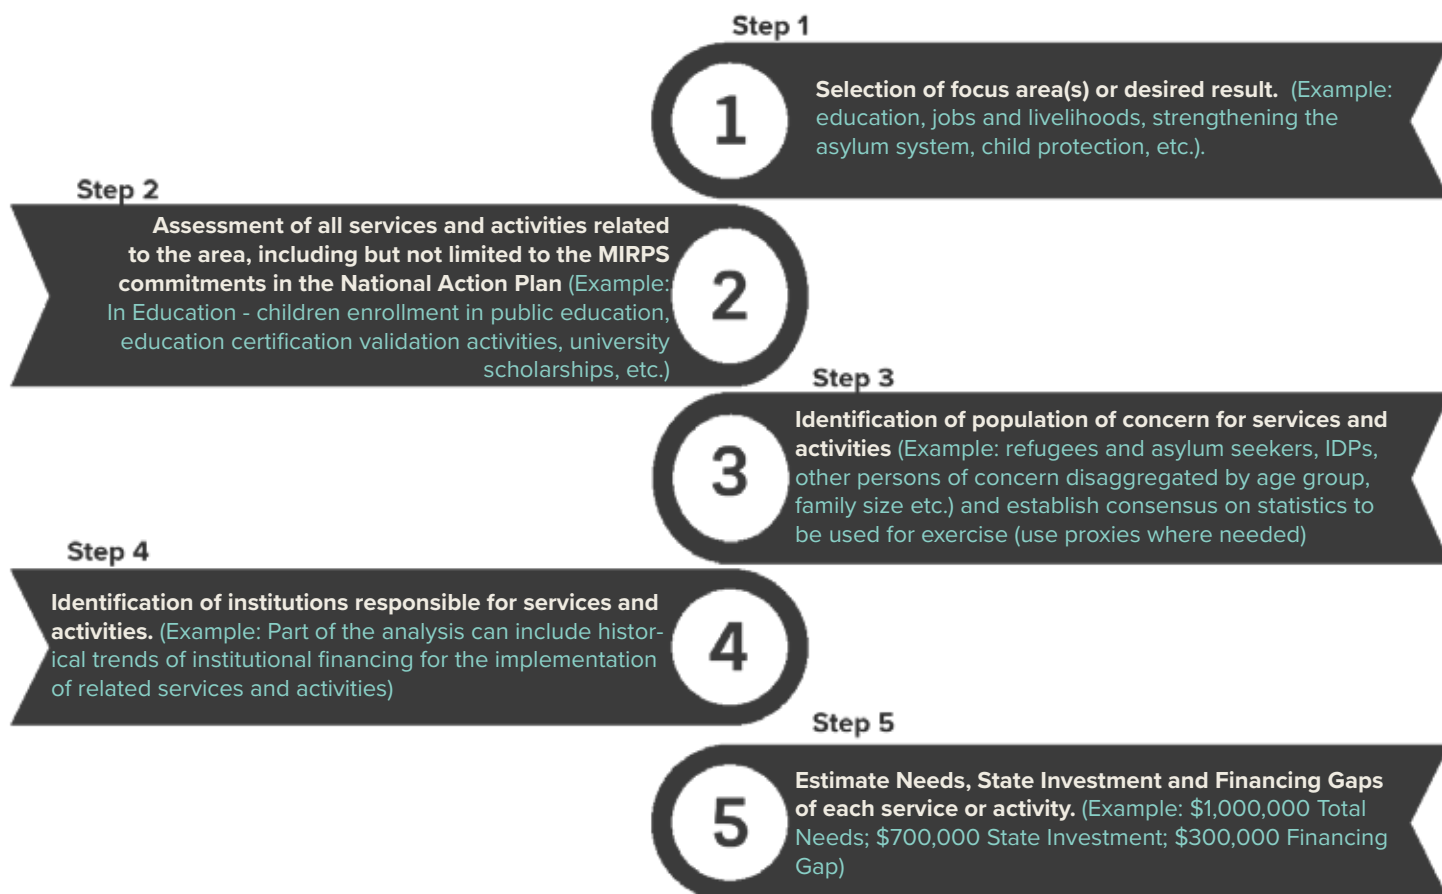 Step 1
1
Selection of focus area(s) or desired result. (Example:
education, jobs and livelihoods, strengthening the
asylum system, child protection, etc.).
Step 2
Assessment of all services and activities related
to the area, including but not limited to the MIRPS
commitments in the National Action Plan (Example:
In Education - children enrollment in public education,
education certification validation activities, university
scholarships, etc.)
2
Step 3
3
Identification of population of concern for services and
activities (Example: refugees and asylum seekers, IDPs,
other persons of concern disaggregated by age group,
family size etc.) and establish consensus on statistics to
be used for exercise (use proxies where needed)
Step 4
Identification of institutions responsible for services and
activities. (Example: Part of the analysis can include histor-
ical trends of institutional financing for the implementation
of related services and activities)
4
Step 5
5
Estimate Needs, State Investment and Financing Gaps
of each service or activity. (Example: $1,000,000 Total
Needs; $700,000 State Investment; $300,000 Financing
Gap)